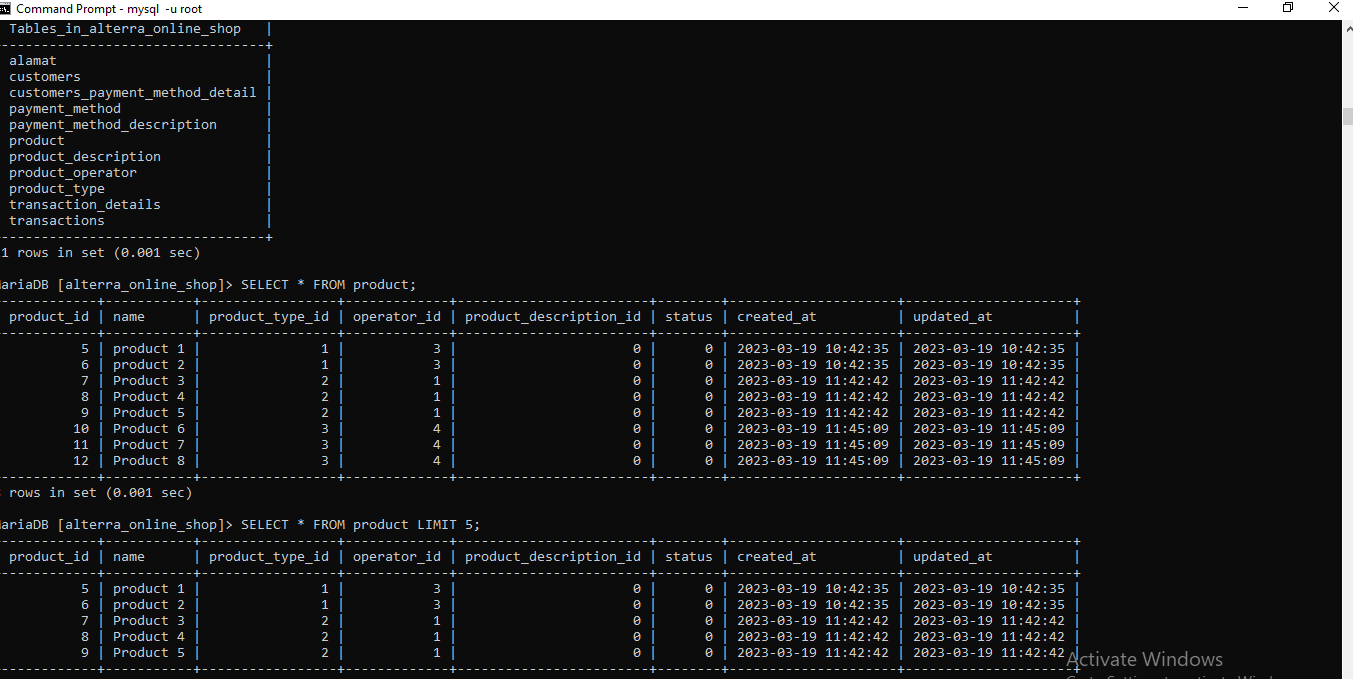 Command Prompt - mysql -u root
Tables_in_alterra_online_shop |
--------------------------------+
alamat |
customers |
customers_payment_method_detail |
payment_method |
payment_method_description |
product |
product_description |
product_operator |
product_type |
transaction_details |
transactions |
--------------------------------+
1 rows in set (0.001 sec)
ariaDB [alterra_online_shop]> SELECT * FROM product;
------------+-----------+-----------------+-------------+------------------------+--------+---------------------+---------------------+
product_id | name | product_type_id | operator_id | product_description_id | status | created_at | updated_at |
------------+-----------+-----------------+-------------+------------------------+--------+---------------------+---------------------+
5 | product 1 | 1 | 3 | 0 | 0 | 2023-03-19 10:42:35 | 2023-03-19 10:42:35 |
6 | product 2 | 1 | 3 | 0 | 0 | 2023-03-19 10:42:35 | 2023-03-19 10:42:35 |
7 | Product 3 | 2 | 1 | 0 | 0 | 2023-03-19 11:42:42 | 2023-03-19 11:42:42 |
8 | Product 4 | 2 | 1 | 0 | 0 | 2023-03-19 11:42:42 | 2023-03-19 11:42:42 |
9 | Product 5 | 2 | 1 | 0 | 0 | 2023-03-19 11:42:42 | 2023-03-19 11:42:42 |
10 | Product 6 | 3 | 4 | 0 | 0 | 2023-03-19 11:45:09 | 2023-03-19 11:45:09 |
11 | Product 7 | 3 | 4 | 0 | 0 | 2023-03-19 11:45:09 | 2023-03-19 11:45:09 |
12 | Product 8 | 3 | 4 | 0 | 0 | 2023-03-19 11:45:09 | 2023-03-19 11:45:09 |
------------+-----------+-----------------+-------------+------------------------+--------+---------------------+---------------------+
rows in set (0.001 sec)
ariaDB [alterra_online_shop]> SELECT * FROM product LIMIT 5;
------------+-----------+-----------------+-------------+------------------------+--------+---------------------+---------------------+
product_id | name | product_type_id | operator_id | product_description_id | status | created_at | updated_at |
------------+-----------+-----------------+-------------+------------------------+--------+---------------------+---------------------+
5 | product 1 | 1 | 3 | 0 | 0 | 2023-03-19 10:42:35 | 2023-03-19 10:42:35 |
6 | product 2 | 1 | 3 | 0 | 0 | 2023-03-19 10:42:35 | 2023-03-19 10:42:35 |
7 | Product 3 | 2 | 1 | 0 | 0 | 2023-03-19 11:42:42 | 2023-03-19 11:42:42 |
8 | Product 4 | 2 | 1 | 0 | 0 | 2023-03-19 11:42:42 | 2023-03-19 11:42:42 |
9 | Product 5 | 2 | 1 | 0 | 0 | 2023-03-19 11:42:42 | 2023-03-19 11:42:42 |
------------+-----------+-----------------+-------------+------------------------+--------+---------------------+---------------------+
Activate Windows